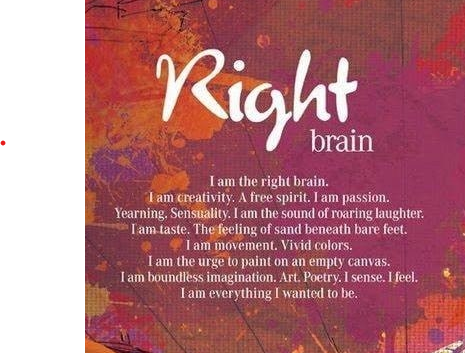 Right
brain
I am the right brain.
I am creativity. A free spirit. I am passion.
Yearning. Sensuality. I am the sound of roaring laughter.
I am taste. The feeling of sand beneath bare feet.
I am movement. Vivid colors.
I am the urge to paint on an empty canvas.
I am boundless imagination. Art. Poetry. I sense. I feel.
I am everything I wanted to be.